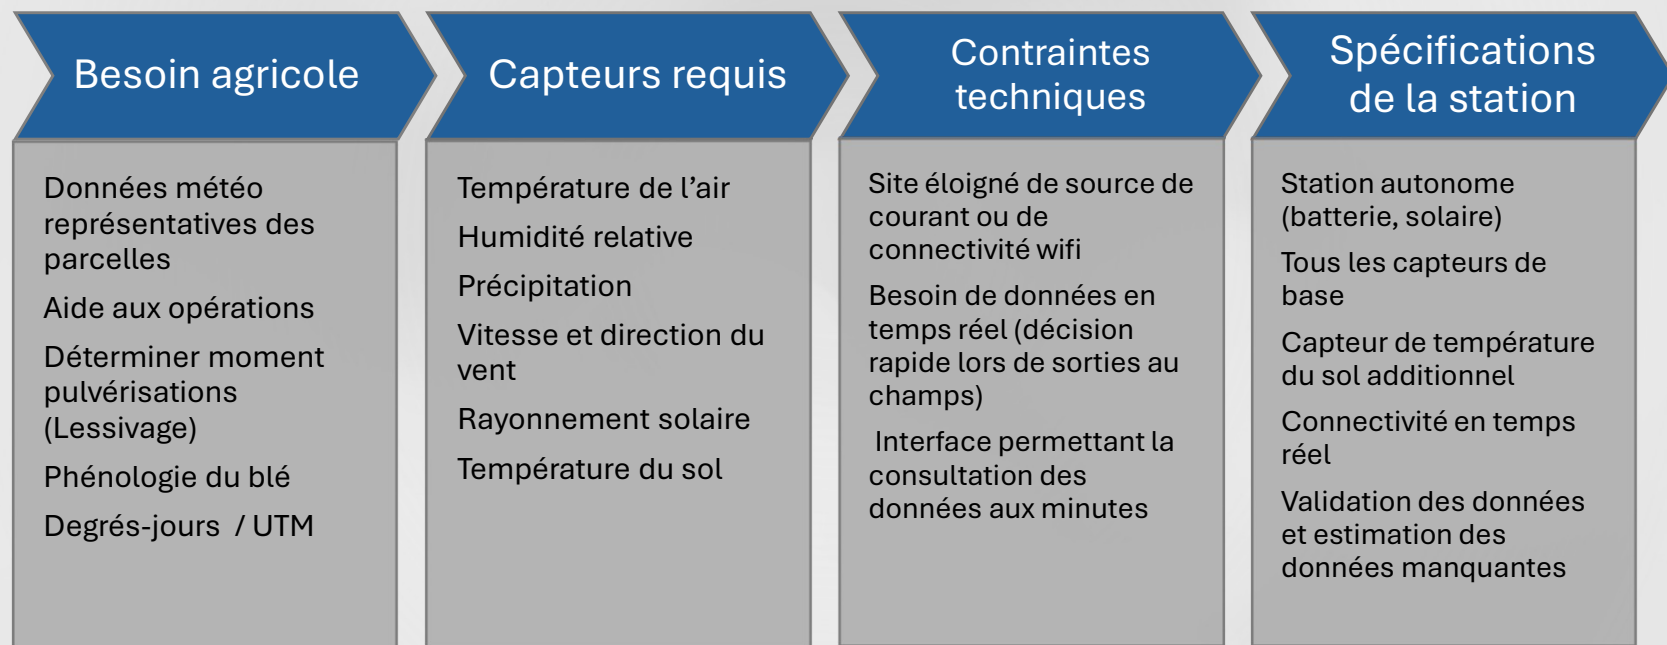 Besoin agricole
Données météo
représentatives des
parcelles
Aide aux opérations
Déterminer moment
pulvérisations
(Lessivage)
Phénologie du blé
Degrés-jours / UTM
Capteurs requis
Température de l’air
Humidité relative
Précipitation
Vitesse et direction du
vent
Rayonnement solaire
Température du sol
Contraintes
techniques
Site éloigné de source de
courant ou de
connectivité wifi
Besoin de données en
temps réel (décision
rapide lors de sorties au
champs)
Interface permettant la
consultation des
données aux minutes
Spécifications
de la station
Station autonome
(batterie, solaire)
Tous les capteurs de
base
Capteur de température
du sol additionnel
Connectivité en temps
réel
Validation des données
et estimation des
données manquantes